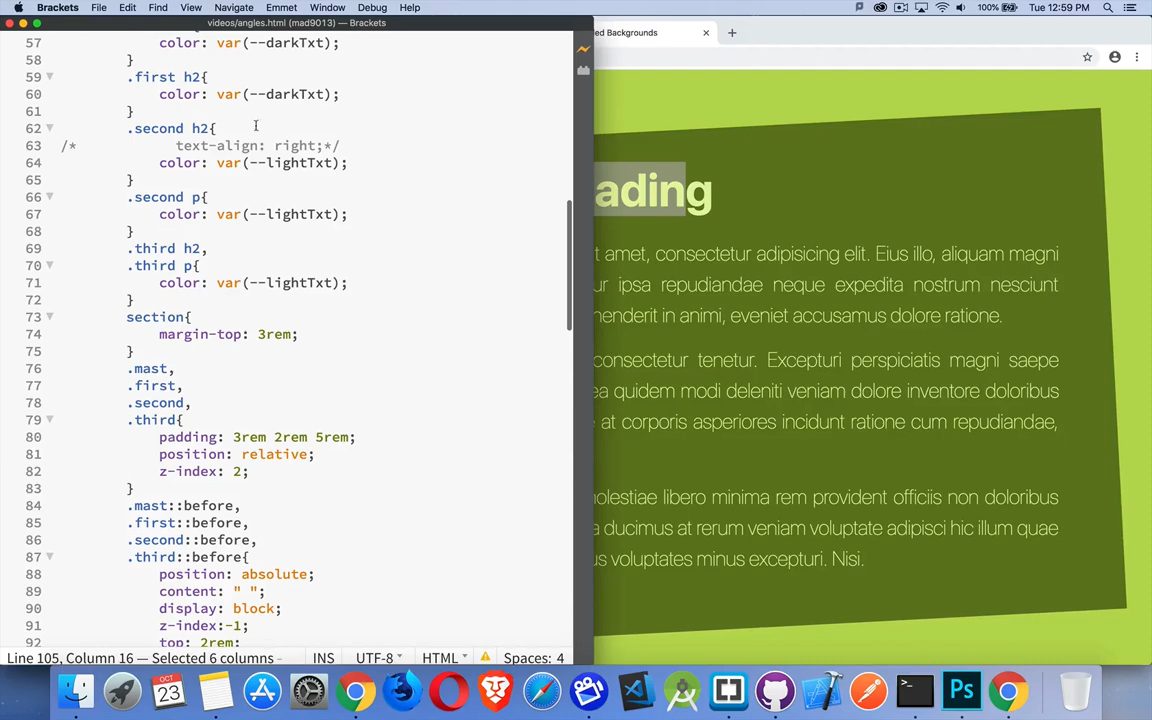 Brackets File Edit Find View Navigate Emmet Window Debug Help 100% Tue 12:59 PM
videos/angles.html (mad9013) — Brackets
ed Backgrounds
57 color: var(--darkTxt);
58 }
59 .first h2{
60 color: var(--darkTxt);
61 }
62 .second h2{
63 /* text-align: right;*/
64 color: var(--lightTxt);
65 }
66 .second p{
67 color: var(--lightTxt);
68 }
69 .third h2,
70 .third p{
71 color: var(--lightTxt);
72 }
73 section{
74 margin-top: 3rem;
75 }
76 .mast,
77 .first,
78 .second,
79 .third{
80 padding: 3rem 2rem 5rem;
81 position: relative;
82 z-index: 2;
83 }
84 .mast::before,
85 .first::before,
86 .second::before,
87 .third::before{
88 position: absolute;
89 content: " ";
90 display: block;
91 z-index:-1;
92 top: 2rem;
Line 105, Column 16 — Selected 6 columns INS UTF-8 HTML Spaces: 4
ading
t amet, consectetur adipisicing elit. Eius illo, aliquam magni
ur ipsa repudiandae neque expedita nostrum nesciunt
henderit in animi, eveniet accusamus dolore ratione.
consectetur tenetur. Excepturi perspiciatis magni saepe
ea quidem modi deleniti veniam dolore inventore doloribus
at corporis asperiores incidunt ratione cum repudiandae,
nolestiae libero minima rem provident officiis non doloribus
a ducimus at rerum veniam voluptate adipisci hic illum quae
us voluptates minus excepturi. Nisi.
OCT
23
Ps